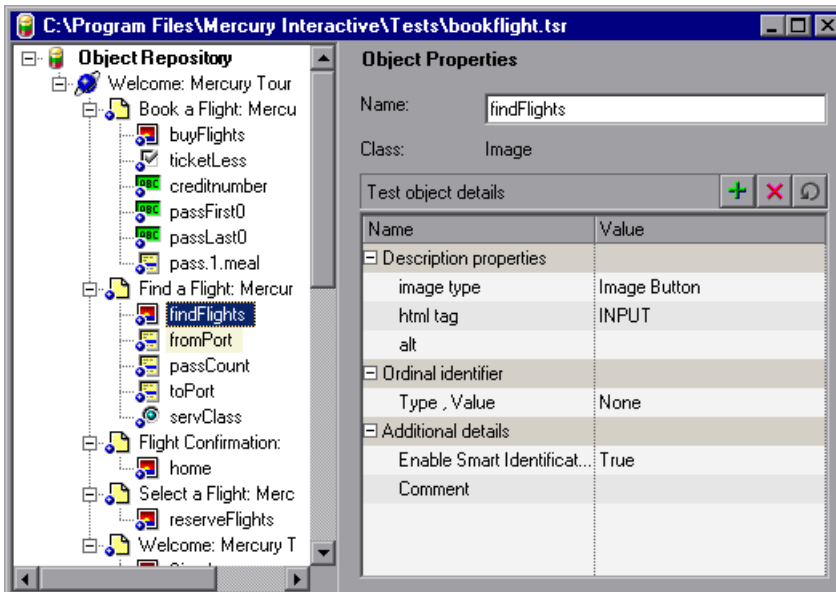 C:\Program Files\Mercury Interactive\Tests\bookflight.tsr
Object Repository
Welcome: Mercury Tour
Book a Flight: Mercu
buyFlights
ticketLess
ABC creditnumber
ABC passFirst0
ABC passLast0
pass.1.meal
Find a Flight: Mercur
findFlights
fromPort
passCount
toPort
servClass
Flight Confirmation:
home
Select a Flight: Merc
reserveFlights
Welcome: Mercury T
Object Properties
Name: findFlights
Class: Image
Test object details
Name Value
Description properties
image type Image Button
html tag INPUT
alt
Ordinal identifier
Type , Value None
Additional details
Enable Smart Identificat... True
Comment